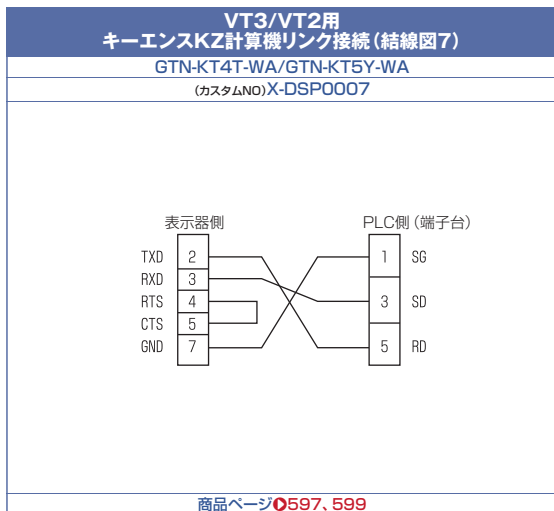 VT3/VT2用
キーエンスKZ計算機リンク接続(結線図7)
GTN-KT4T-WA/GTN-KT5Y-WA
(カスタムNO)X-DSP0007
表示器側 PLC側(端子台)
TXD 2 1 SG
RXD 3
RTS 4 3 SD
CTS 5
GND 7 5 RD
商品ページ 597、599